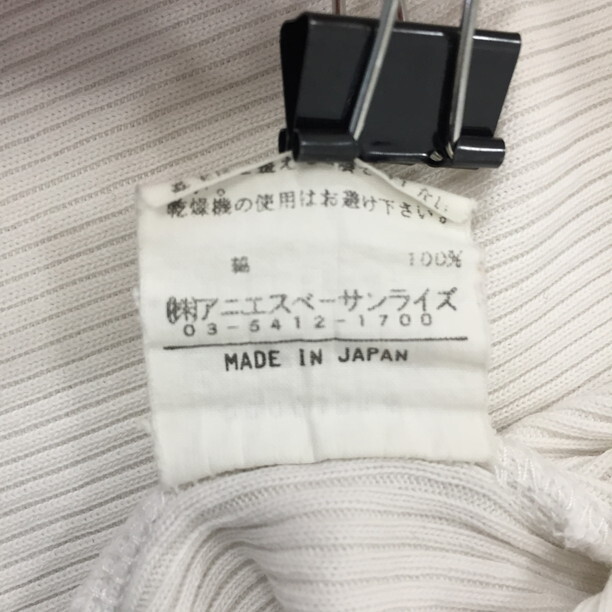 乾燥機の使用はお避け下さい。
綿 100%
(株)アニエスベーサンライズ
03-5412-1700
MADE IN JAPAN